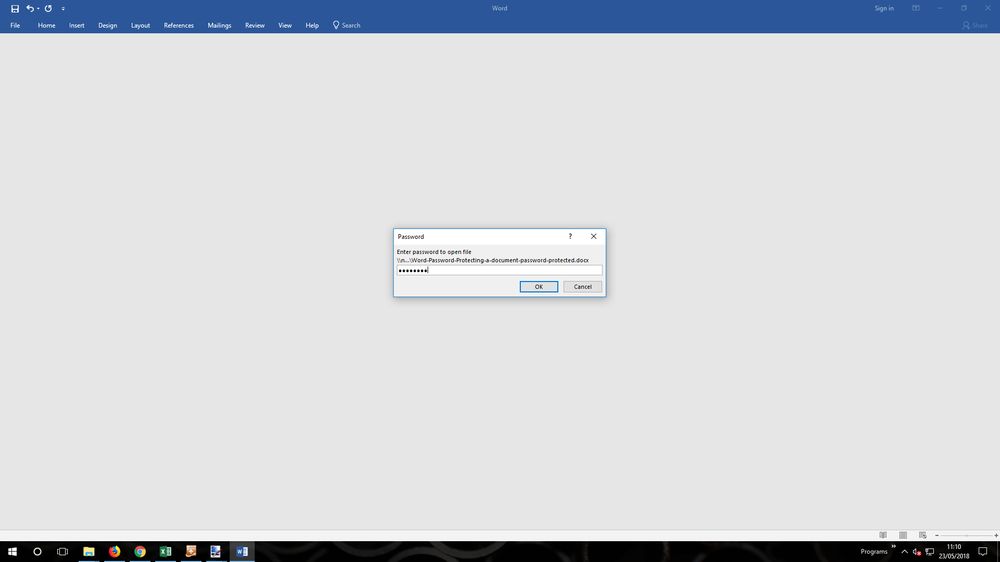 Word
Sign in
File Home Insert Design Layout References Mailings Review View Help Search
Share
Password ?
Enter password to open file
\\n...\Word-Password-Protecting-a-document-password-protected.docx
●●●●●●●●
OK Cancel
Programs
11:10
23/05/2018